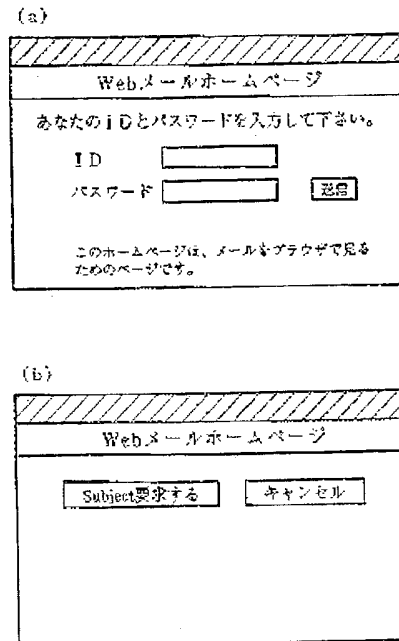 (a)
Webメールホームページ
あなたのIDとパスワードを入力して下さい。
ID
パスワード 送信
このホームページは、メールをブラウザで見る
ためのページです。
(b)
Webメールホームページ
Subject要求する キャンセル